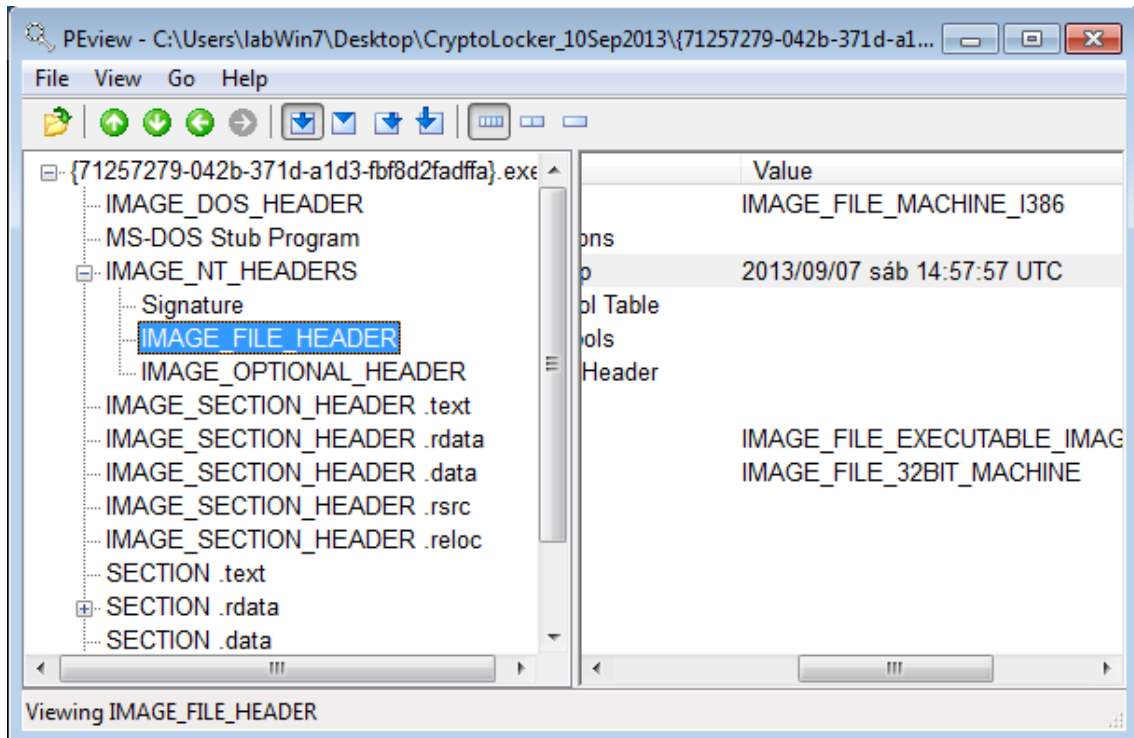 PEview - C:\Users\labWin7\Desktop\CryptoLocker_10Sep2013\{71257279-042b-371d-a1...
File View Go Help
{71257279-042b-371d-a1d3-fbf8d2fadffa}.exe
IMAGE_DOS_HEADER
MS-DOS Stub Program
IMAGE_NT_HEADERS
Signature
IMAGE_FILE_HEADER
IMAGE_OPTIONAL_HEADER
IMAGE_SECTION_HEADER .text
IMAGE_SECTION_HEADER .rdata
IMAGE_SECTION_HEADER .data
IMAGE_SECTION_HEADER .rsrc
IMAGE_SECTION_HEADER .reloc
SECTION .text
SECTION .rdata
SECTION .data
Value
IMAGE_FILE_MACHINE_I386
ons
p 2013/09/07 sáb 14:57:57 UTC
ol Table
ols
Header
IMAGE_FILE_EXECUTABLE_IMAG
IMAGE_FILE_32BIT_MACHINE
Viewing IMAGE_FILE_HEADER